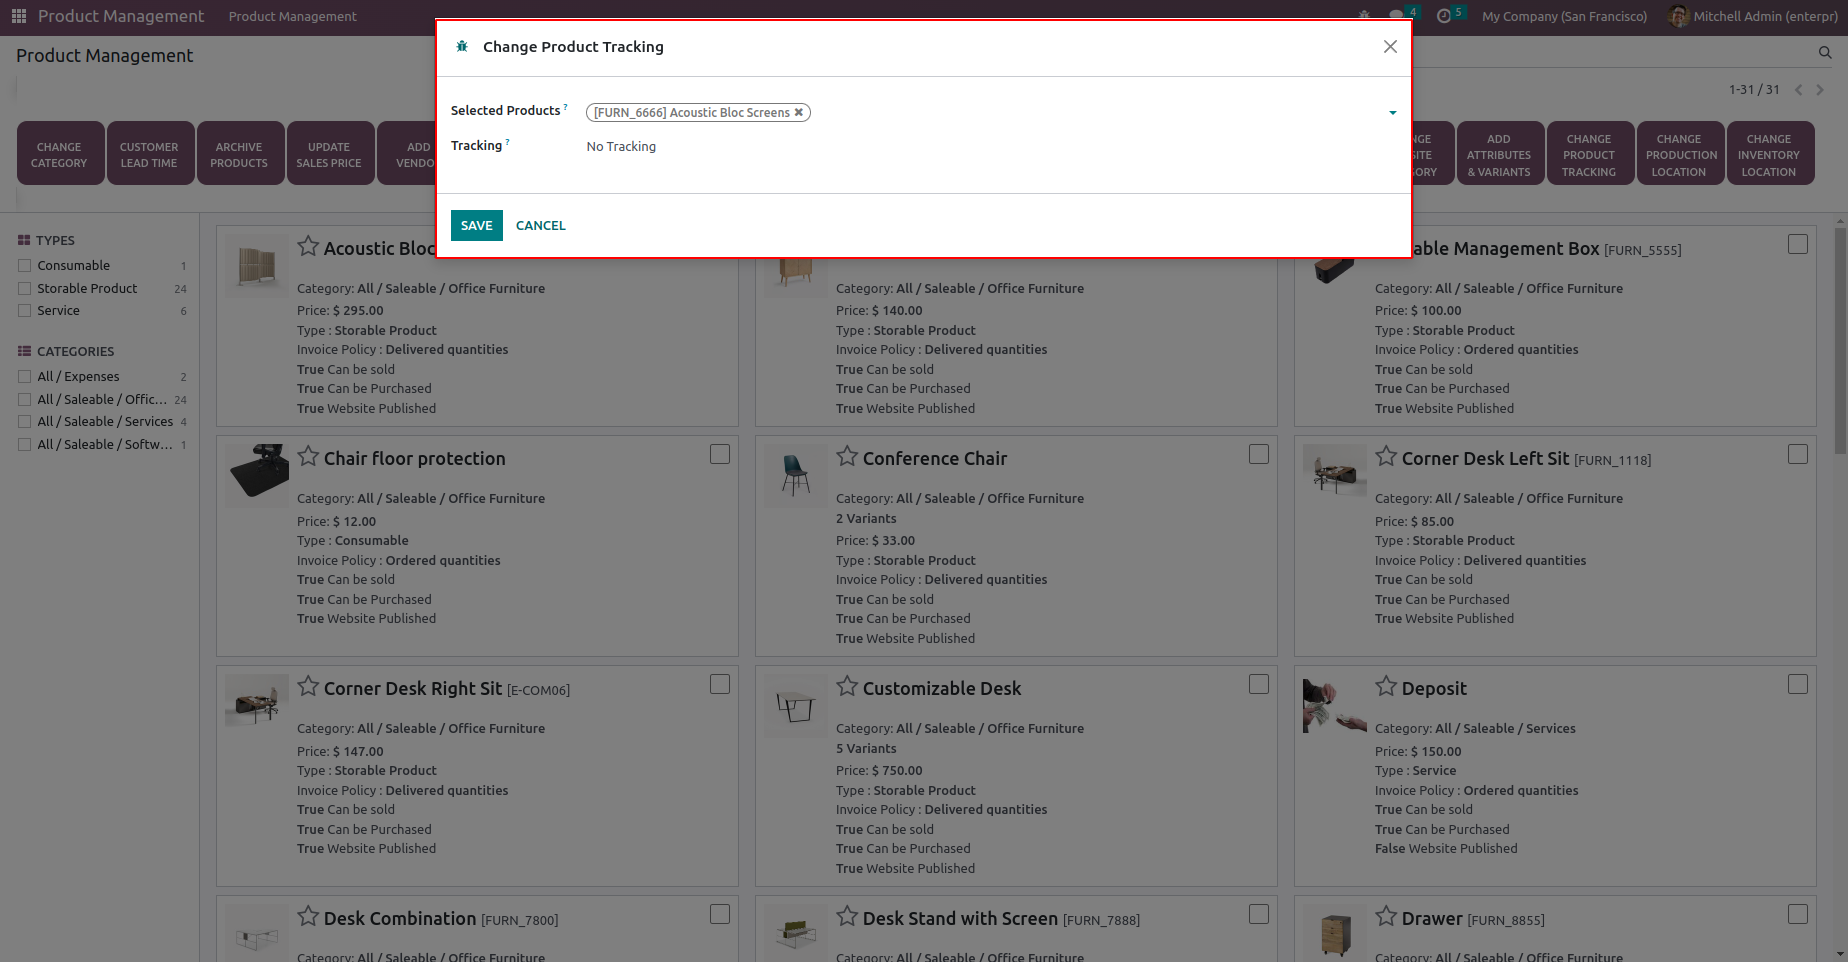 Product Management
Product Management
4
5
My Company (San Francisco)
Mitchell Admin (enterpr)
Product Management
1-31 / 31
Change Product Tracking
Selected Products ?
[FURN_6666] Acoustic Bloc Screens
Tracking ?
No Tracking
SAVE
CANCEL
CHANGE
CATEGORY
CUSTOMER
LEAD TIME
ARCHIVE
PRODUCTS
UPDATE
SALES PRICE
ADD
ADD
ATTRIBUTES
& VARIANTS
CHANGE
PRODUCT
TRACKING
CHANGE
PRODUCTION
LOCATION
CHANGE
INVENTORY
LOCATION
TYPES
Consumable 1
Storable Product 24
Service 6
CATEGORIES
All / Expenses 2
All / Saleable / Offic... 24
All / Saleable / Services 4
All / Saleable / Softw... 1
Acoustic Bloc
Category: All / Saleable / Office Furniture
Price: $ 295.00
Type : Storable Product
Invoice Policy : Delivered quantities
True Can be sold
True Can be Purchased
True Website Published
Category: All / Saleable / Office Furniture
Price: $ 140.00
Type : Storable Product
Invoice Policy : Delivered quantities
True Can be sold
True Can be Purchased
True Website Published
Management Box [FURN_5555]
Category: All / Saleable / Office Furniture
Price: $ 100.00
Type : Storable Product
Invoice Policy : Ordered quantities
True Can be sold
True Can be Purchased
True Website Published
Chair floor protection
Category: All / Saleable / Office Furniture
Price: $ 12.00
Type : Consumable
Invoice Policy : Ordered quantities
True Can be sold
True Can be Purchased
True Website Published
Conference Chair
Category: All / Saleable / Office Furniture
2 Variants
Price: $ 33.00
Type : Storable Product
Invoice Policy : Delivered quantities
True Can be sold
True Can be Purchased
True Website Published
Corner Desk Left Sit [FURN_1118]
Category: All / Saleable / Office Furniture
Price: $ 85.00
Type : Storable Product
Invoice Policy : Delivered quantities
True Can be sold
True Can be Purchased
True Website Published
Corner Desk Right Sit [E-COM06]
Category: All / Saleable / Office Furniture
Price: $ 147.00
Type : Storable Product
Invoice Policy : Delivered quantities
True Can be sold
True Can be Purchased
True Website Published
Customizable Desk
Category: All / Saleable / Office Furniture
5 Variants
Price: $ 750.00
Type : Storable Product
Invoice Policy : Delivered quantities
True Can be sold
True Can be Purchased
True Website Published
Deposit
Category: All / Saleable / Services
Price: $ 150.00
Type : Service
Invoice Policy : Ordered quantities
True Can be sold
True Can be Purchased
False Website Published
Desk Combination [FURN_7800]
Category: All / Saleable / Office Furniture
Desk Stand with Screen [FURN_7888]
Category: All / Saleable / Office Furniture
Drawer [FURN_8855]
Category: All / Saleable / Office Furniture